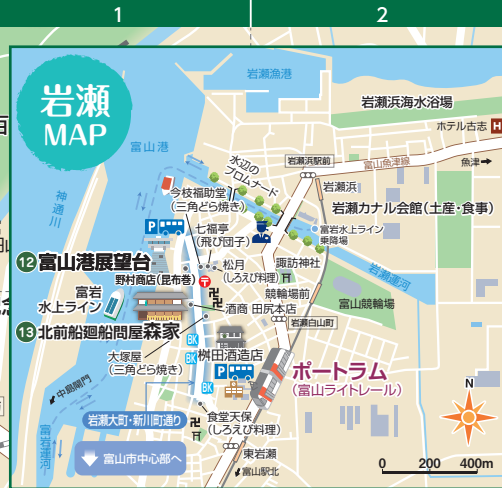 1
2
岩瀬
MAP
岩瀬漁港
岩瀬浜海水浴場
ホテル古志 H
富山港
水辺の
プロムナード
岩瀬浜駅前
富山魚津線
魚津→
神通川
今枝福助堂
(三角どら焼き)
岩瀬浜
岩瀬カナル会館(土産・食事)
P
七福亭
(飛び団子)
富岩水上ライン
乗降場
12 富山港展望台
松月
(しろえび料理)
諏訪神社
岩瀬運河
野村商店(昆布巻)
競輪場前
富山競輪場
富岩
水上ライン
酒商 田尻本店
13 北前船廻船問屋森家
岩瀬白山町
BK
大塚屋
(三角どら焼き)
桝田酒造店
BK
P
ポートラム
(富山ライトレール)
中島閘門
BK
N
岩瀬大町・新川町通り
食堂天保
(しろえび料理)
富岩運河
富山市中心部へ
東岩瀬
富山駅北
0 200 400m